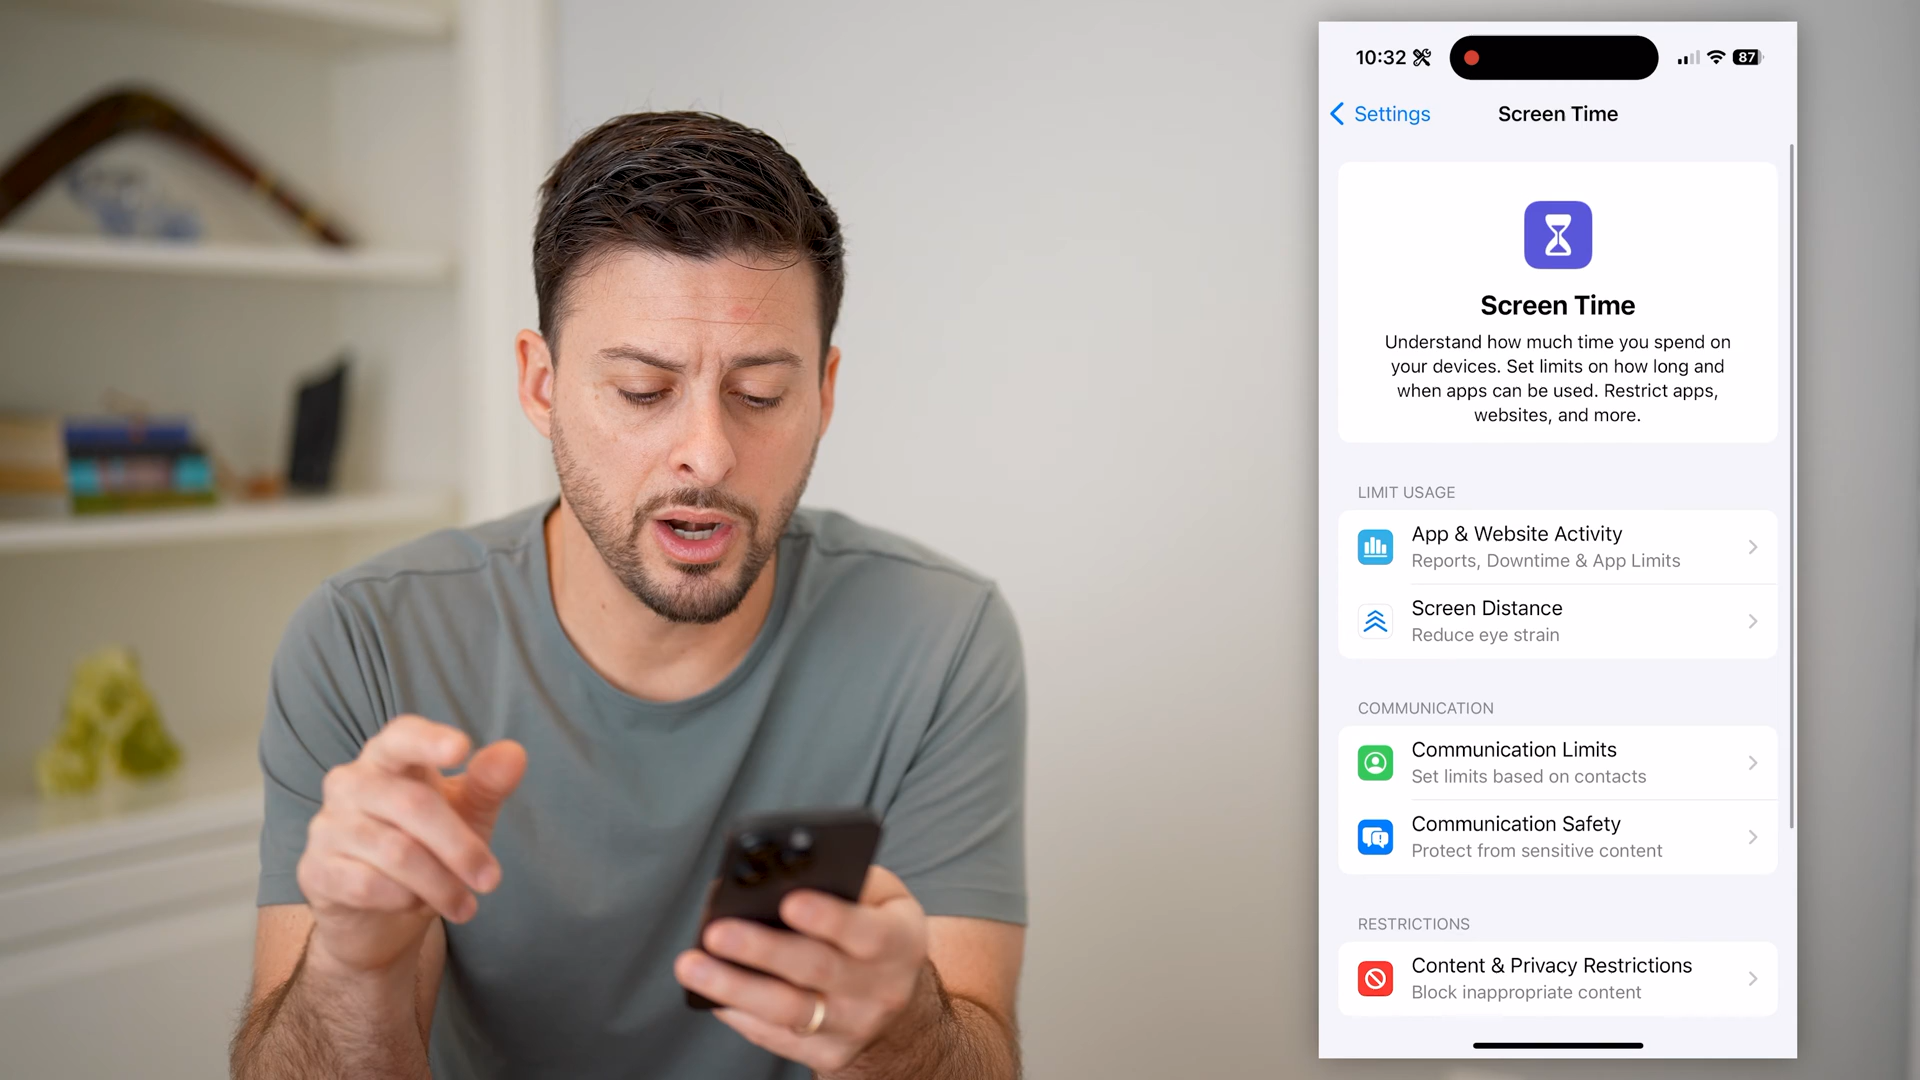 10:32
87
Settings
Screen Time
Screen Time
Understand how much time you spend on
your devices. Set limits on how long and
when apps can be used. Restrict apps,
websites, and more.
LIMIT USAGE
App & Website Activity
Reports, Downtime & App Limits
Screen Distance
Reduce eye strain
COMMUNICATION
Communication Limits
Set limits based on contacts
Communication Safety
Protect from sensitive content
RESTRICTIONS
Content & Privacy Restrictions
Block inappropriate content